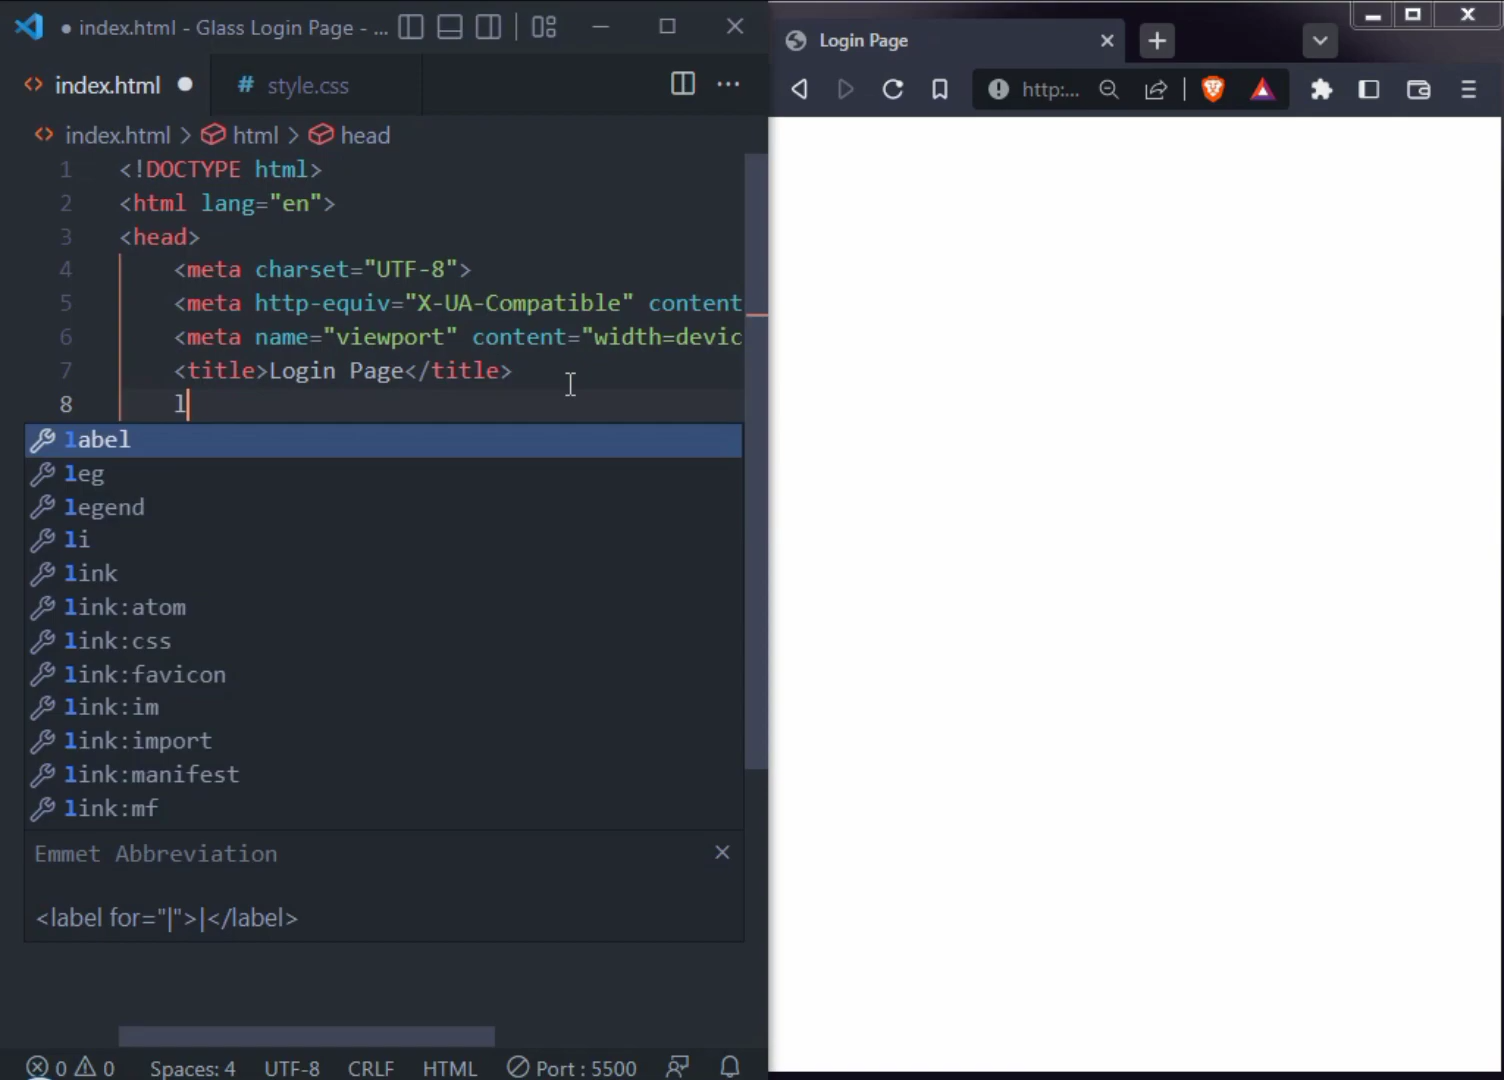 ● index.html - Glass Login Page - ...
index.html ●
# style.css
...
index.html > html > head
1 <!DOCTYPE html>
2 <html lang="en">
3 <head>
4 <meta charset="UTF-8">
5 <meta http-equiv="X-UA-Compatible" content
6 <meta name="viewport" content="width=devic
7 <title>Login Page</title>
8 l
label
leg
legend
li
link
link:atom
link:css
link:favicon
link:im
link:import
link:manifest
link:mf
Emmet Abbreviation
<label for="|">|</label>
0 0 Spaces: 4 UTF-8 CRLF HTML Port : 5500
Login Page
http:...